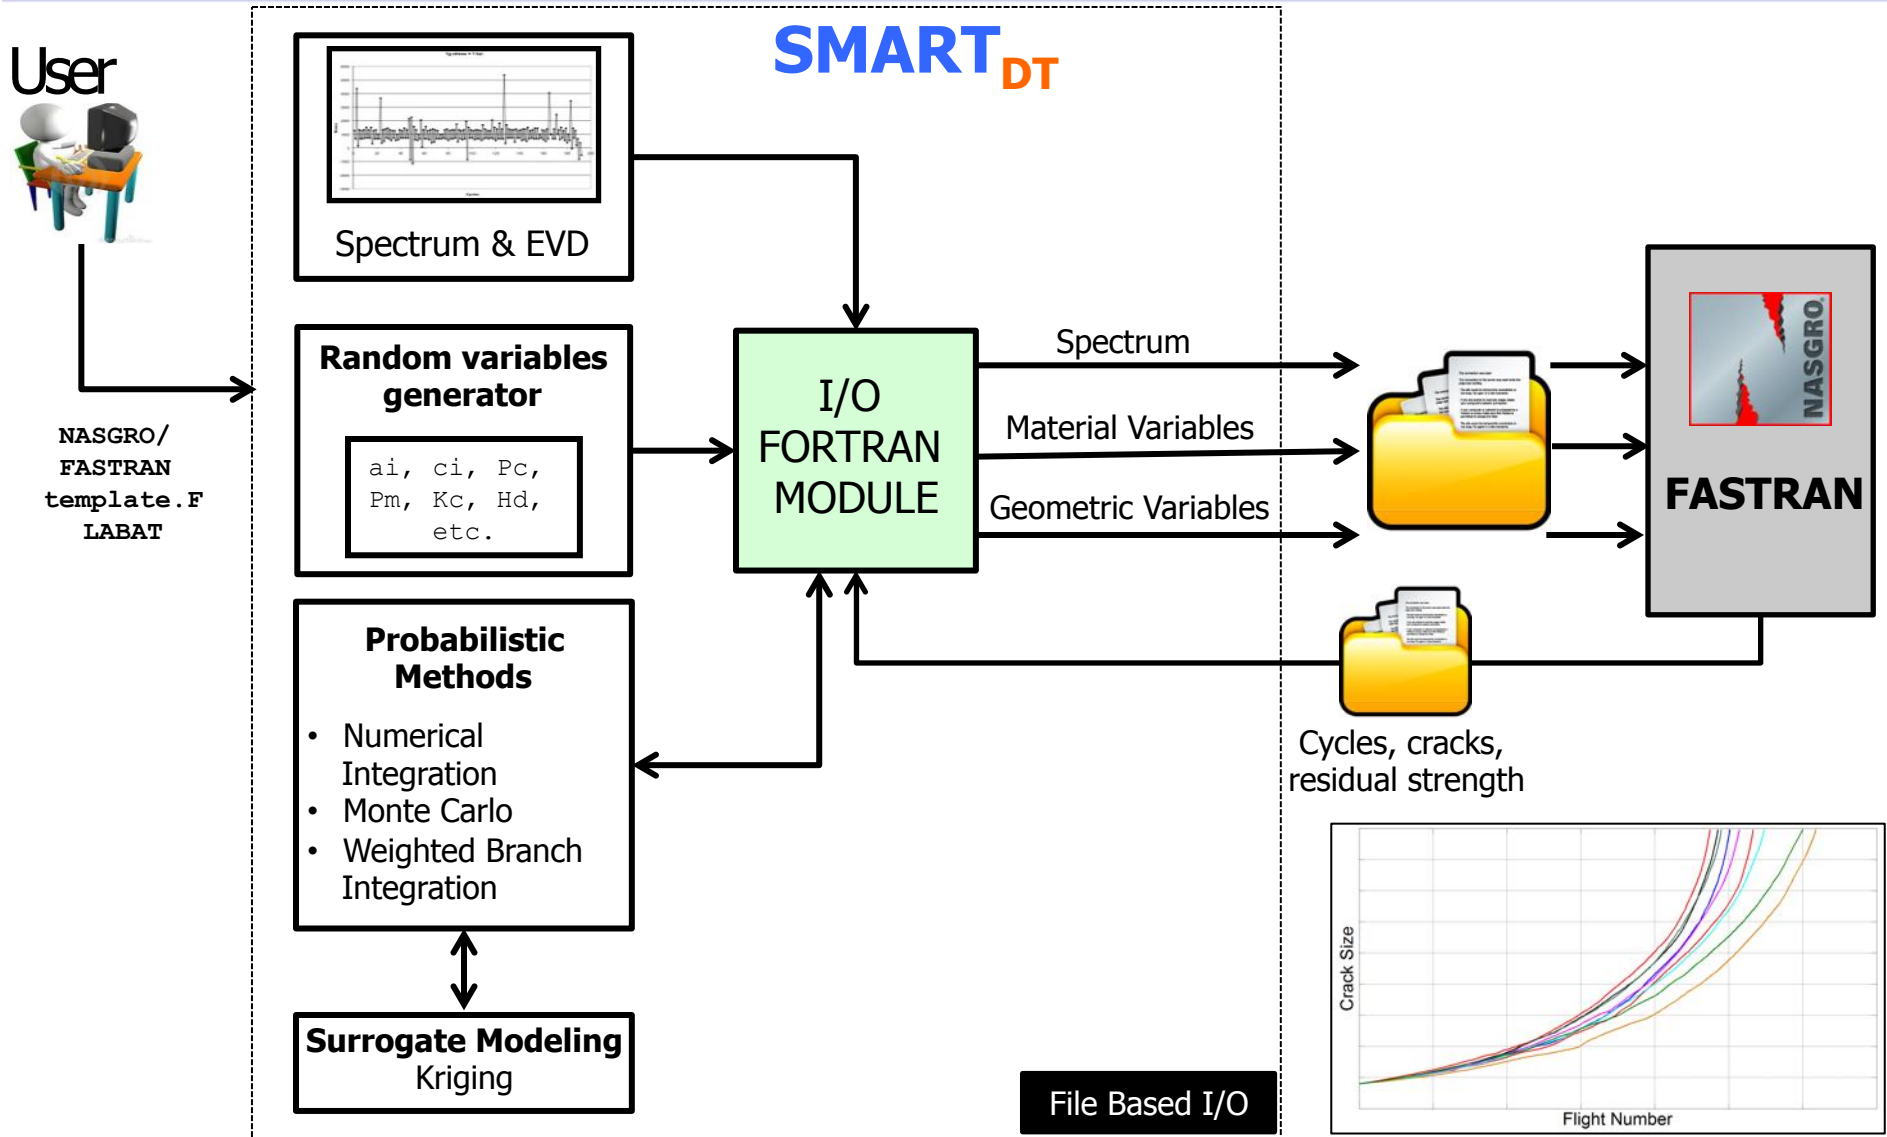 User
NASGRO/
FASTRAN
template.F
LABAT
SMART DT
Spectrum & EVD
Random variables
generator
ai, ci, Pc,
Pm, Kc, Hd,
etc.
Probabilistic
Methods
• Numerical
Integration
• Monte Carlo
• Weighted Branch
Integration
Surrogate Modeling
Kriging
I/O
FORTRAN
MODULE
Spectrum
Material Variables
Geometric Variables
NASGRO®
FASTRAN
Cycles, cracks,
residual strength
Crack Size
Flight Number
File Based I/O